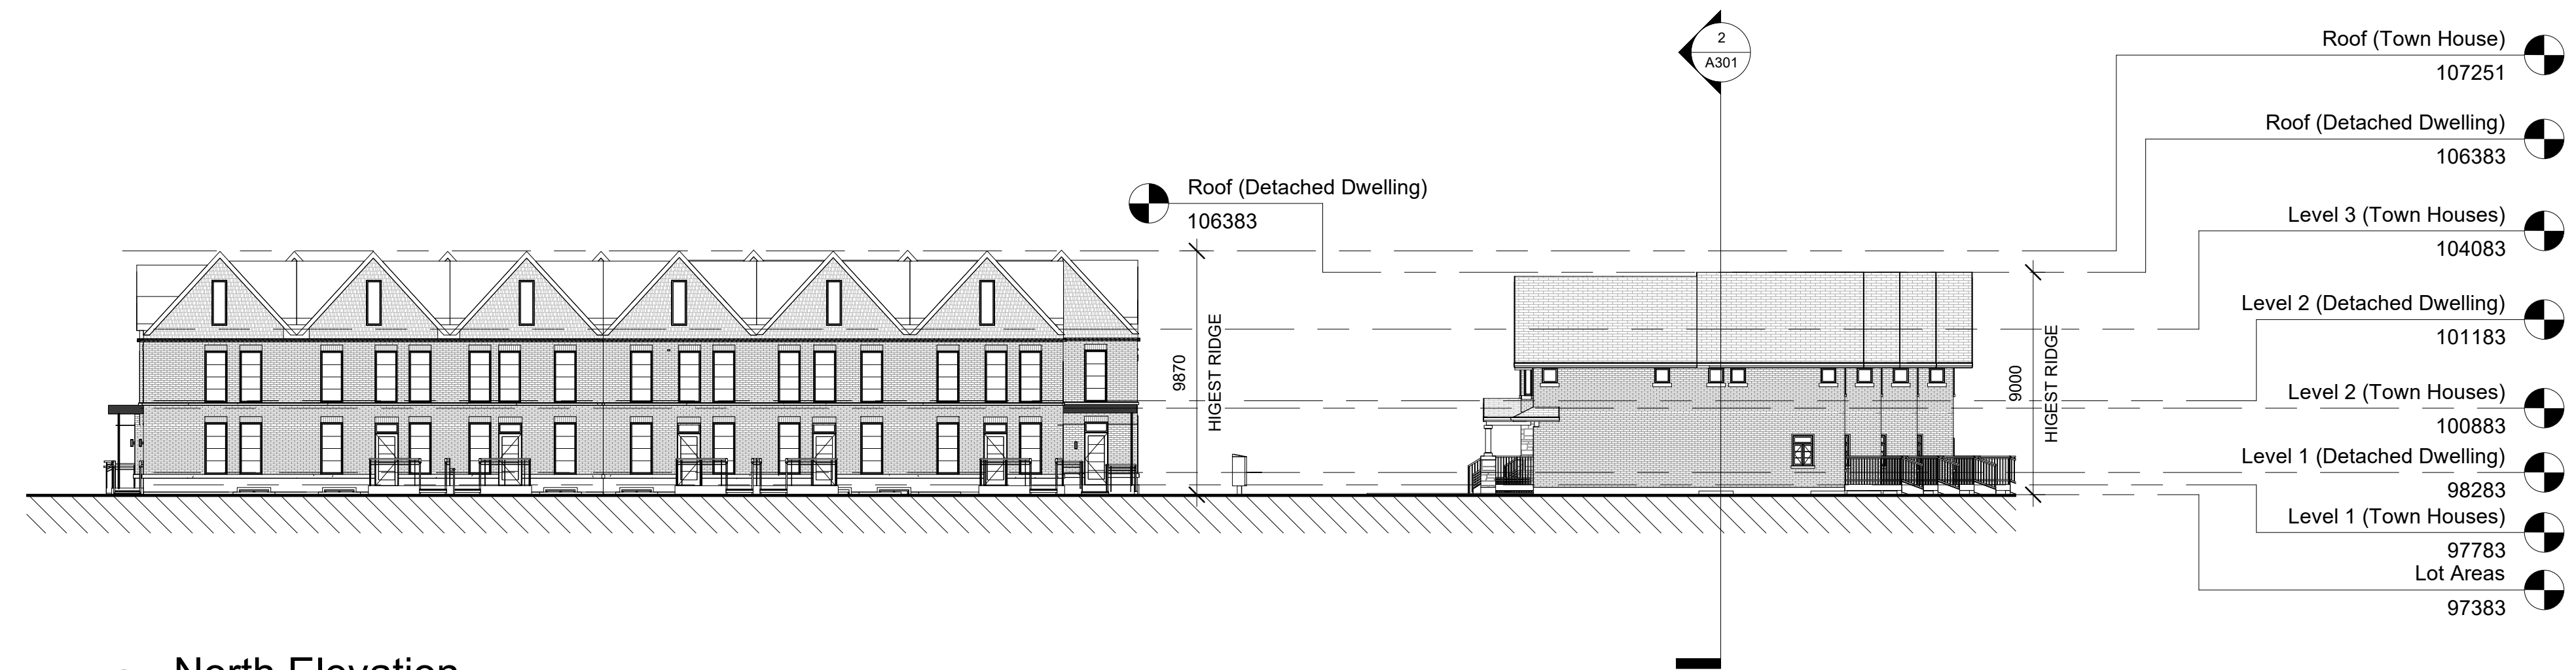 2
A301
Roof (Town House)
107251
Roof (Detached Dwelling)
106383
Roof (Detached Dwelling)
106383
Level 3 (Town Houses)
104083
Level 2 (Detached Dwelling)
101183
9870
HIGEST RIDGE
9000
HIGEST RIDGE
Level 2 (Town Houses)
100883
Level 1 (Detached Dwelling)
98283
Level 1 (Town Houses)
97783
Lot Areas
97383
North Elevation